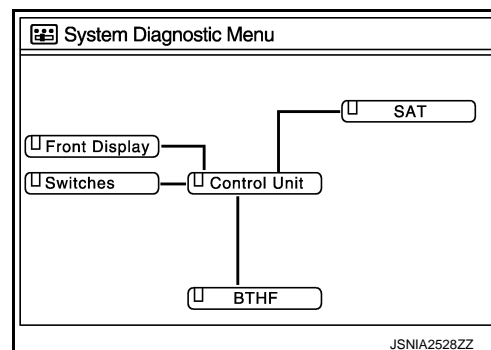 System Diagnostic Menu
SAT
Front Display
Switches
Control Unit
BTHF
JSNIA2528ZZ